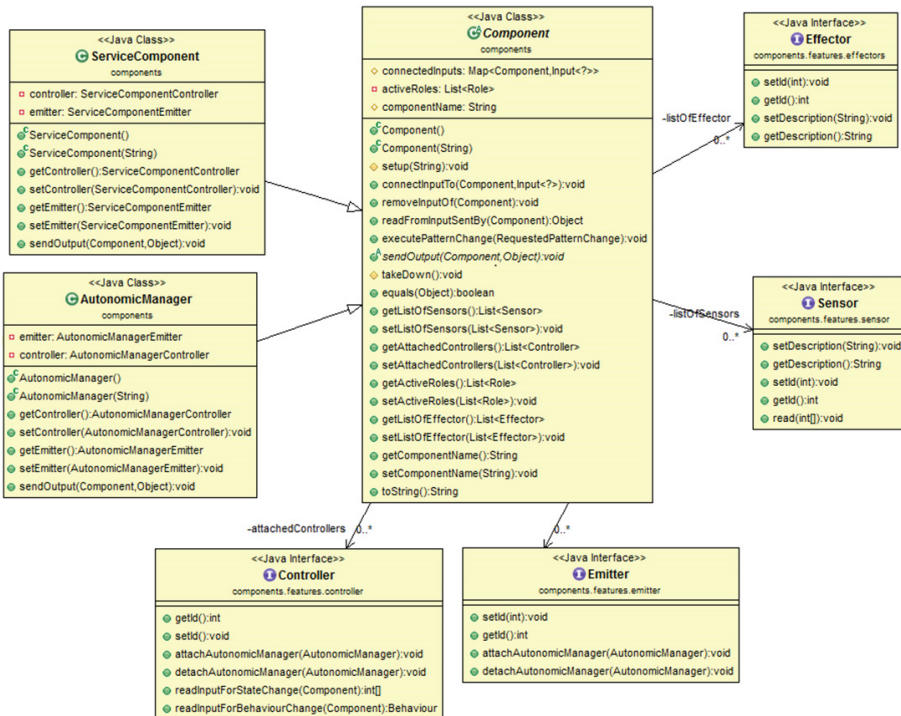 <<Java Class>>
ServiceComponent
components
controller: ServiceComponentController
emitter: ServiceComponentEmitter
ServiceComponent()
ServiceComponent(String)
getController():ServiceComponentController
setController(ServiceComponentController):void
getEmitter():ServiceComponentEmitter
setEmitter(ServiceComponentEmitter):void
sendOutput(Component,Object):void
<<Java Class>>
AutonomicManager
components
emitter: AutonomicManagerEmitter
controller: AutonomicManagerController
AutonomicManager()
AutonomicManager(String)
getController():AutonomicManagerController
setController(AutonomicManagerController):void
getEmitter():AutonomicManagerEmitter
setEmitter(AutonomicManagerEmitter):void
sendOutput(Component,Object):void
<<Java Class>>
Component
components
connectedInputs: Map<Component,Input<?>>
activeRoles: List<Role>
componentName: String
Component()
Component(String)
setup(String):void
connectInputTo(Component,Input<?>):void
removeInputOf(Component):void
readFromInputSentBy(Component):Object
executePatternChange(RequestedPatternChange):void
sendOutput(Component,Object):void
takeDown():void
equals(Object):boolean
getListOfSensors():List<Sensor>
setListOfSensors(List<Sensor>):void
getAttachedControllers():List<Controller>
setAttachedControllers(List<Controller>):void
getActiveRoles():List<Role>
setActiveRoles(List<Role>):void
getListOfEffector():List<Effector>
setListOfEffector(List<Effector>):void
getComponentName():String
setComponentName(String):void
toString():String
-listOfEffector
0..*
<<Java Interface>>
Effector
components.features.effectors
setId(int):void
getId():int
setDescription(String):void
getDescription():String
-listOfSensors
0..*
<<Java Interface>>
Sensor
components.features.sensor
setDescription(String):void
getDescription():String
setId(int):void
getId():int
read(int[]):void
-attachedControllers
0..*
<<Java Interface>>
Controller
components.features.controller
getId():int
setId():void
attachAutonomicManager(AutonomicManager):void
detachAutonomicManager(AutonomicManager):void
readInputForStateChange(Component):int[]
readInputForBehaviourChange(Component):Behaviour
0..*
<<Java Interface>>
Emitter
components.features.emitter
setId(int):void
getId():int
attachAutonomicManager(AutonomicManager):void
detachAutonomicManager(AutonomicManager):void